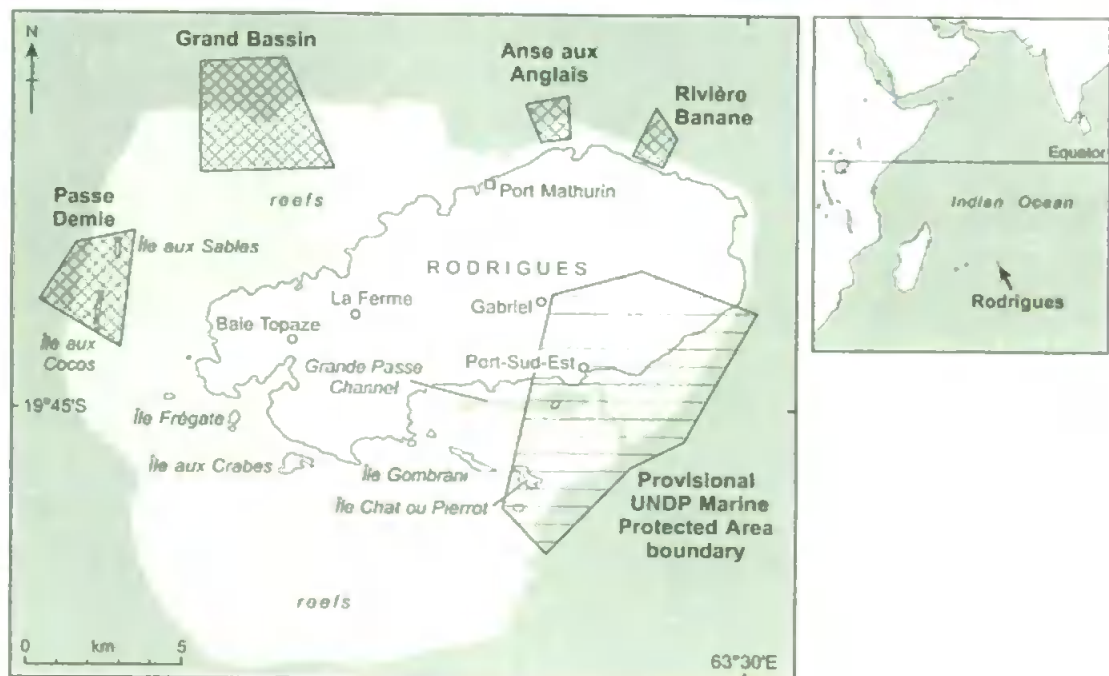 N
Grand Bassin
Anse aux
Anglais
Rivière
Banane
Passe
Demie
reefs
Port Mathurin
Île aux Sables
RODRIGUES
La Ferme
Gabriel
Baie Topaze
Île aux
Cocos
Grande Passe
Channel
Port-Sud-Est
19°45'S
Île Frégate
Île aux Crabes
Île Gombrani
Île Chat ou Pierrot
Provisional
UNDP Marine
Protected Area
boundary
reefs
0 km 5
63°30'E
Equator
Indian Ocean
Rodrigues